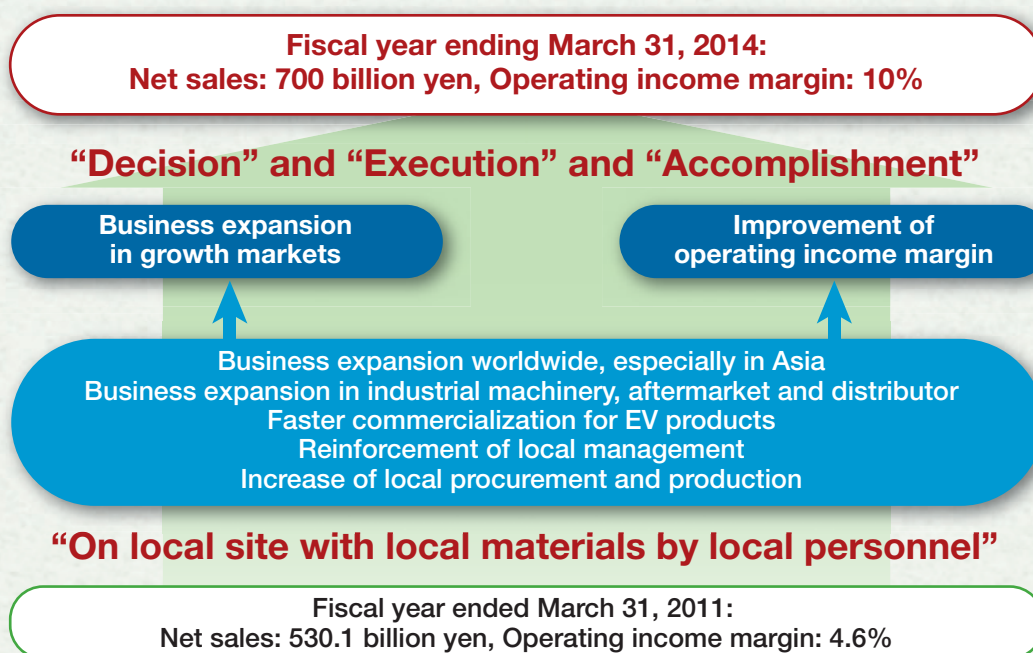 Fiscal year ending March 31, 2014:
Net sales: 700 billion yen, Operating income margin: 10%
“Decision” and “Execution” and “Accomplishment”
Business expansion
in growth markets
Improvement of
operating income margin
Business expansion worldwide, especially in Asia
Business expansion in industrial machinery, aftermarket and distributor
Faster commercialization for EV products
Reinforcement of local management
Increase of local procurement and production
“On local site with local materials by local personnel”
Fiscal year ended March 31, 2011:
Net sales: 530.1 billion yen, Operating income margin: 4.6%